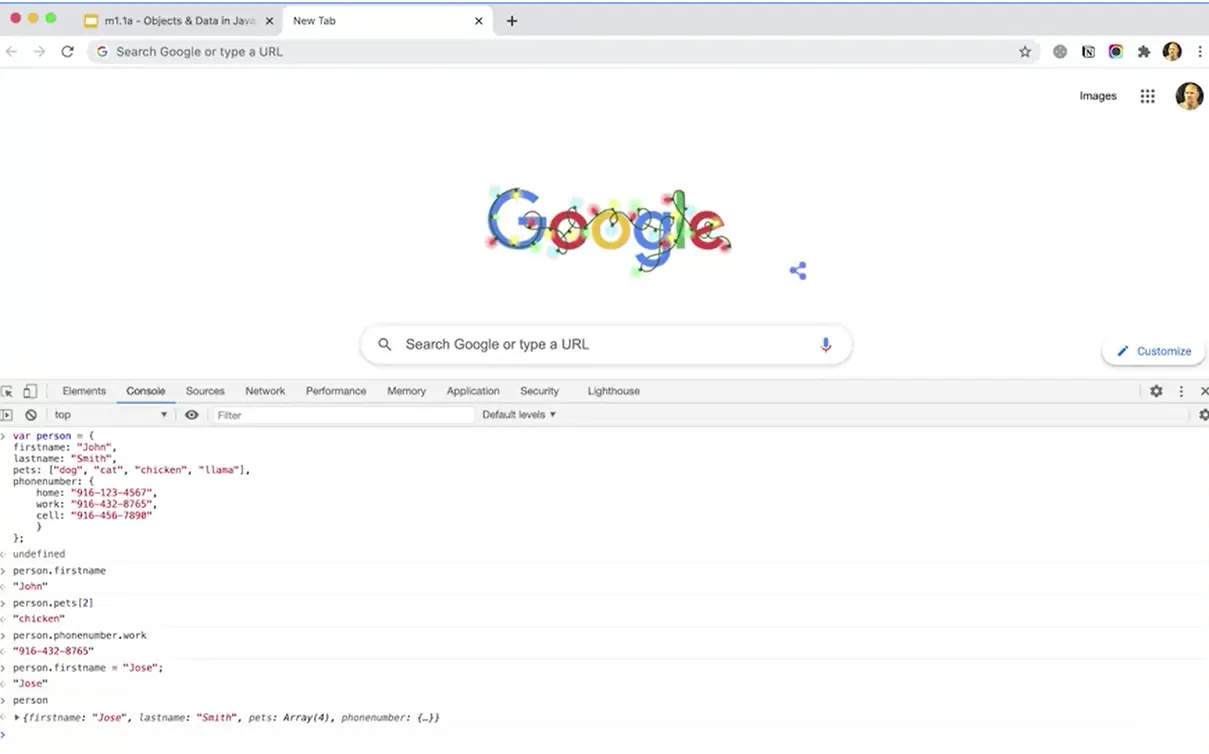 m1.1a - Objects & Data in Java
New Tab
Search Google or type a URL
Images
Google
Search Google or type a URL
Customize
Elements Console Sources Network Performance Memory Application Security Lighthouse
top Filter Default levels
var person = {
firstname: "John",
lastname: "Smith",
pets: ["dog", "cat", "chicken", "llama"],
phonenumber: {
home: "916-123-4567",
work: "916-432-8765",
cell: "916-456-7890"
}
};
undefined
person.firstname
"John"
person.pets[2]
"chicken"
person.phonenumber.work
"916-432-8765"
person.firstname = "Jose";
"Jose"
person
{firstname: "Jose", lastname: "Smith", pets: Array(4), phonenumber: {…}}